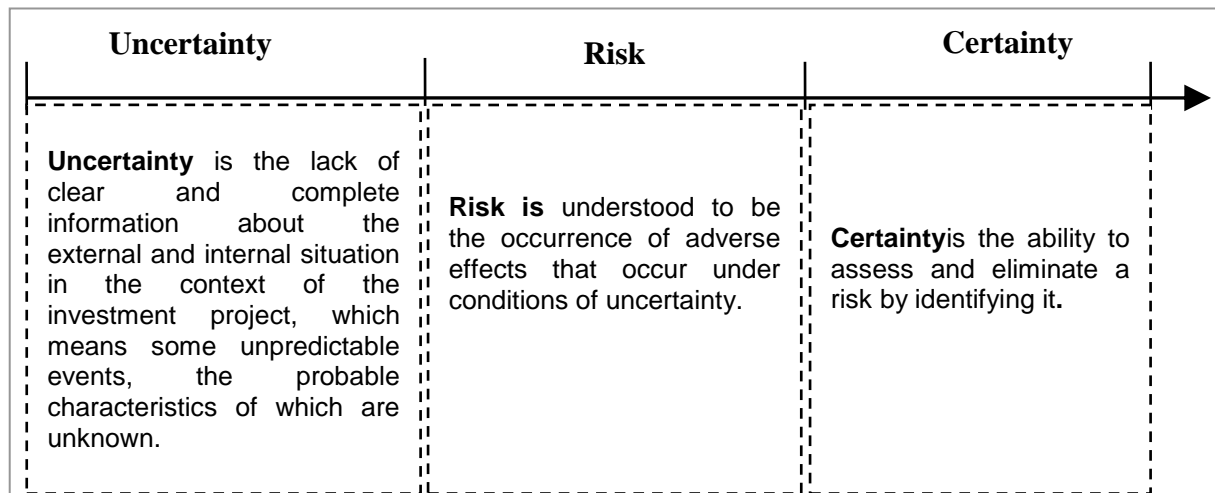 Uncertainty
Risk
Certainty
Uncertainty is the lack of
clear and complete
information about the
external and internal situation
in the context of the
investment project, which
means some unpredictable
events, the probable
characteristics of which are
unknown.
Risk is understood to be
the occurrence of adverse
effects that occur under
conditions of uncertainty.
Certaintyis the ability to
assess and eliminate a
risk by identifying it.